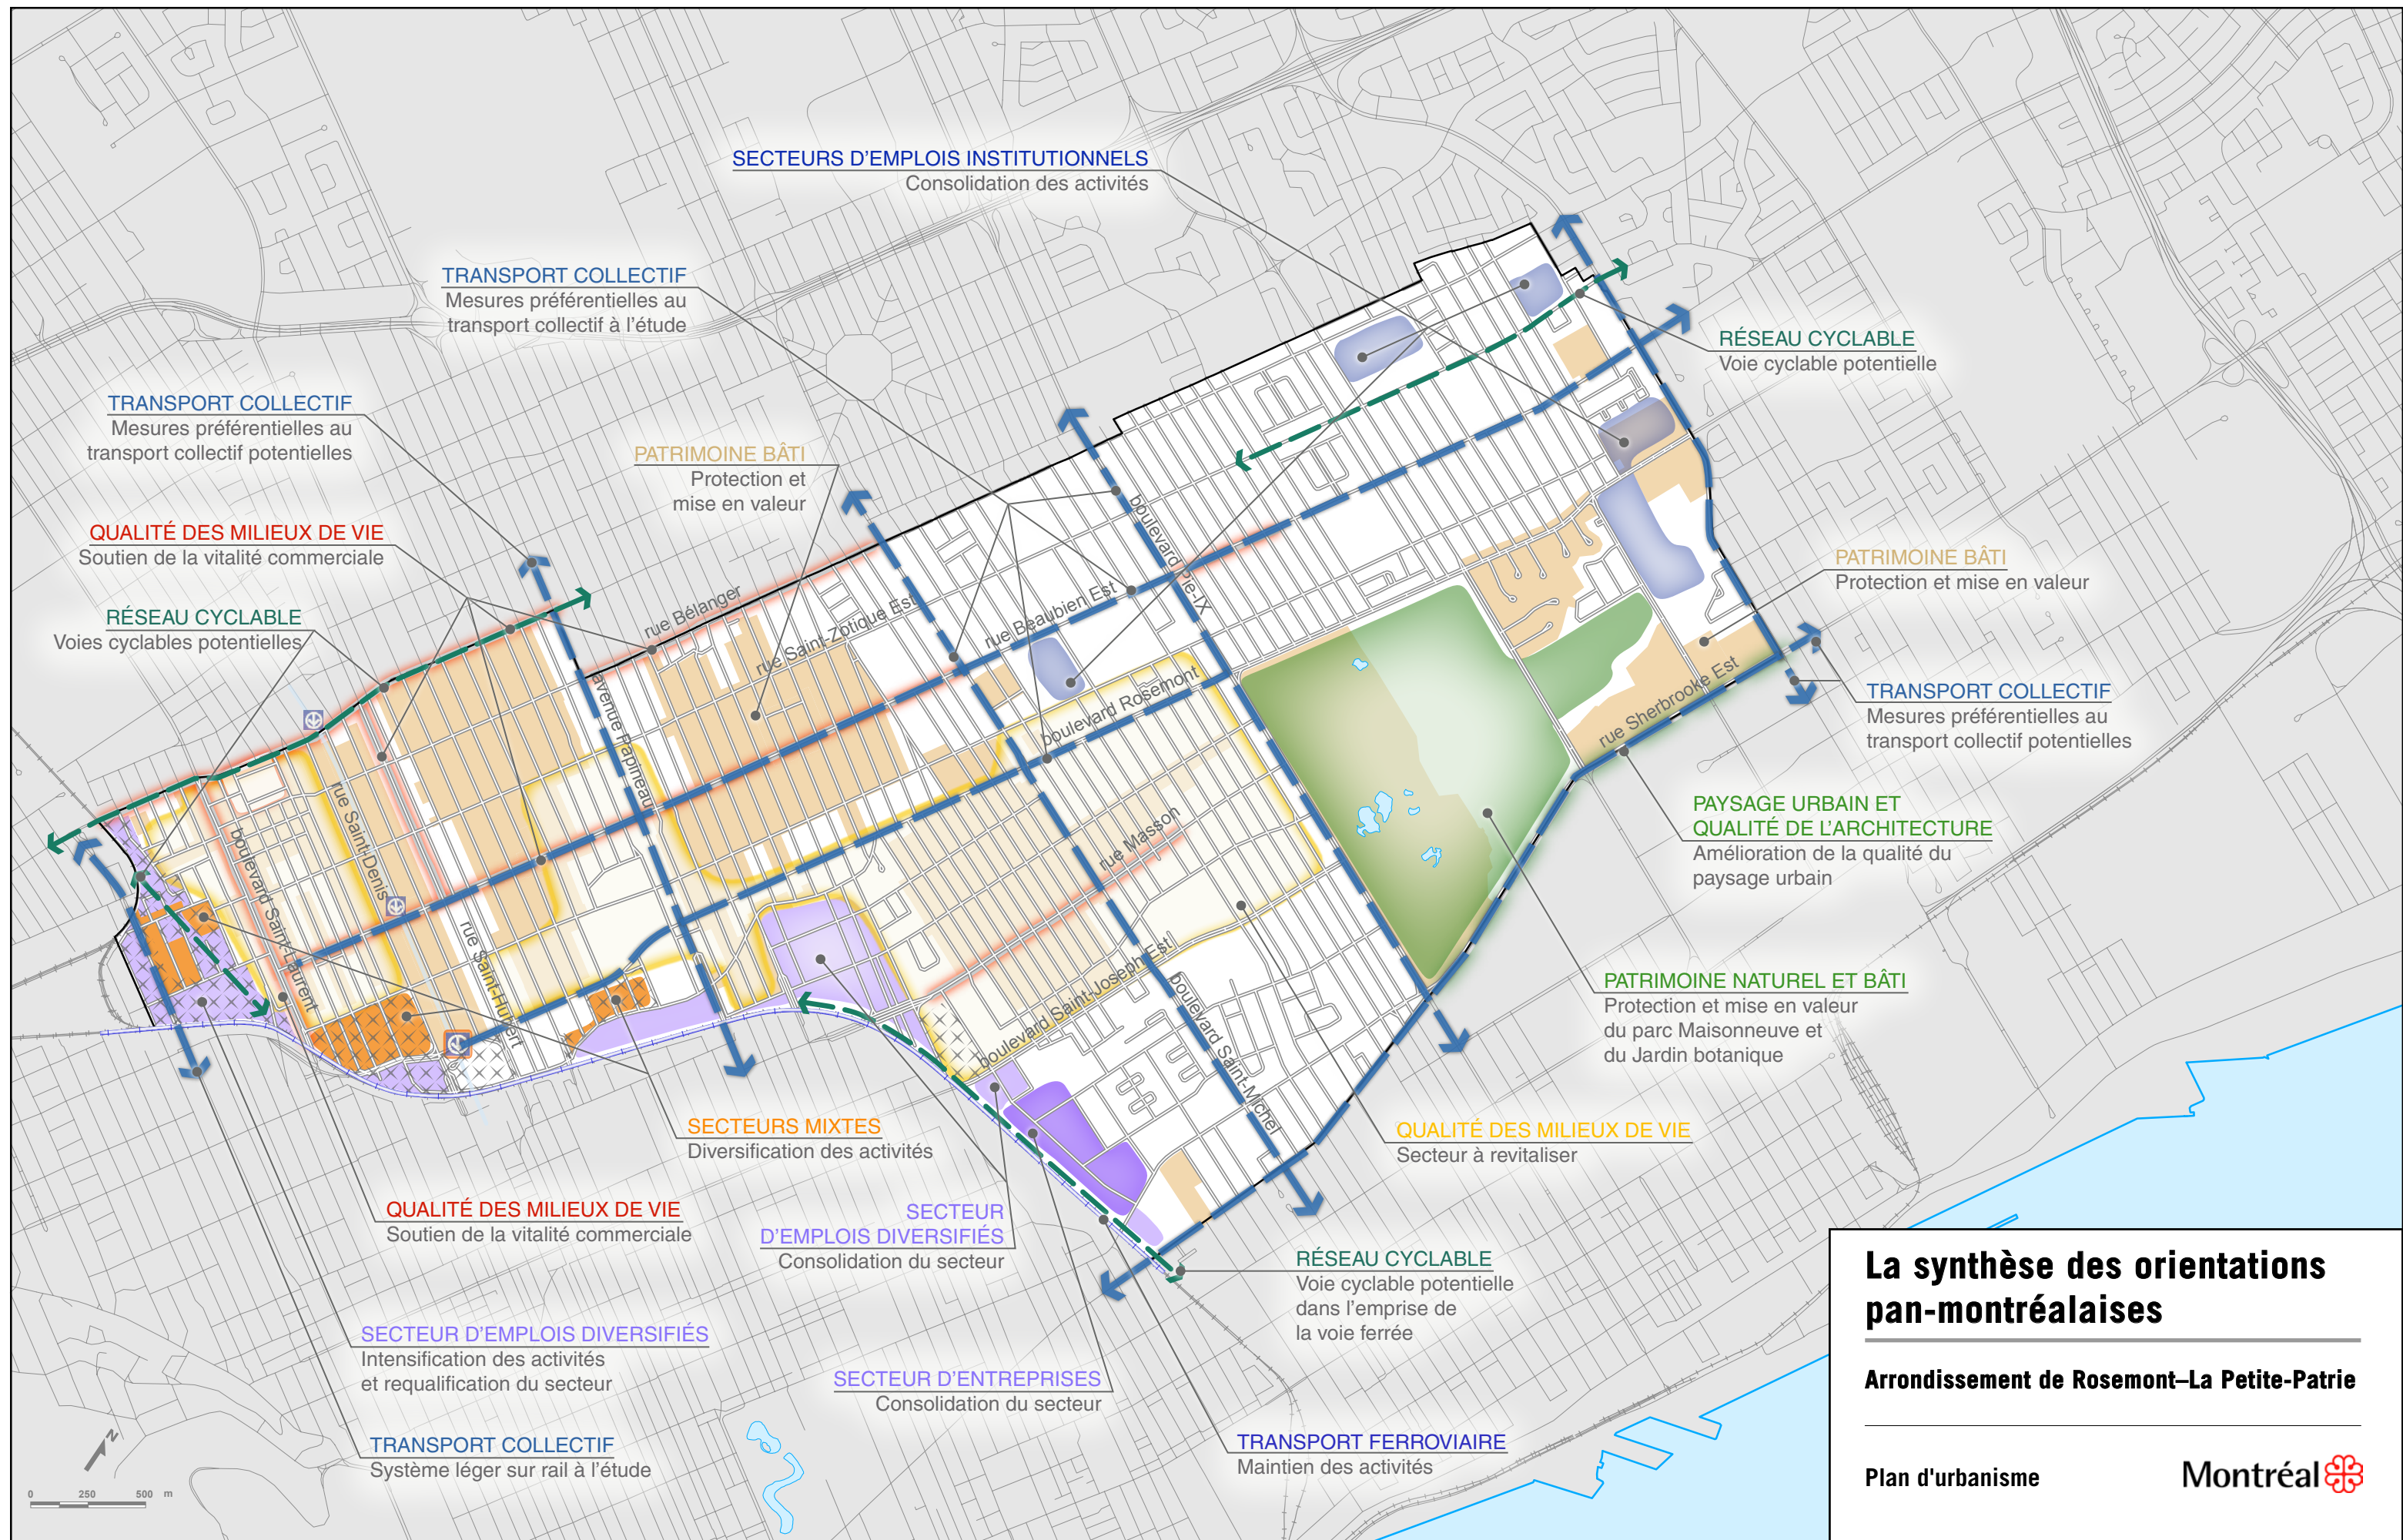 SECTEURS D'EMPLOIS INSTITUTIONNELS
Consolidation des activités
TRANSPORT COLLECTIF
Mesures préférentielles au
transport collectif à l'étude
RÉSEAU CYCLABLE
Voie cyclable potentielle
TRANSPORT COLLECTIF
Mesures préférentielles au
transport collectif potentielles
PATRIMOINE BÂTI
Protection et
mise en valeur
QUALITÉ DES MILIEUX DE VIE
Soutien de la vitalité commerciale
RÉSEAU CYCLABLE
Voies cyclables potentielles
PATRIMOINE BÂTI
Protection et mise en valeur
TRANSPORT COLLECTIF
Mesures préférentielles au
transport collectif potentielles
PAYSAGE URBAIN ET
QUALITÉ DE L'ARCHITECTURE
Amélioration de la qualité du
paysage urbain
PATRIMOINE NATUREL ET BÂTI
Protection et mise en valeur
du parc Maisonneuve et
du Jardin botanique
QUALITÉ DES MILIEUX DE VIE
Secteur à revitaliser
rue Bélanger
rue Saint-Zotique Est
rue Beaubien Est
boulevard Pie-IX
boulevard Rosemont
avenue Papineau
rue Saint-Denis
boulevard Saint-Laurent
rue Saint-Hubert
rue Masson
boulevard Saint-Joseph Est
boulevard Saint-Michel
rue Sherbrooke Est
SECTEURS MIXTES
Diversification des activités
QUALITÉ DES MILIEUX DE VIE
Soutien de la vitalité commerciale
SECTEUR
D'EMPLOIS DIVERSIFIÉS
Consolidation du secteur
RÉSEAU CYCLABLE
Voie cyclable potentielle
dans l'emprise de
la voie ferrée
SECTEUR D'EMPLOIS DIVERSIFIÉS
Intensification des activités
et requalification du secteur
SECTEUR D'ENTREPRISES
Consolidation du secteur
TRANSPORT COLLECTIF
Système léger sur rail à l'étude
TRANSPORT FERROVIAIRE
Maintien des activités
N
0 250 500 m
La synthèse des orientations
pan-montréalaises
Arrondissement de Rosemont–La Petite-Patrie
Plan d'urbanisme
Montréal